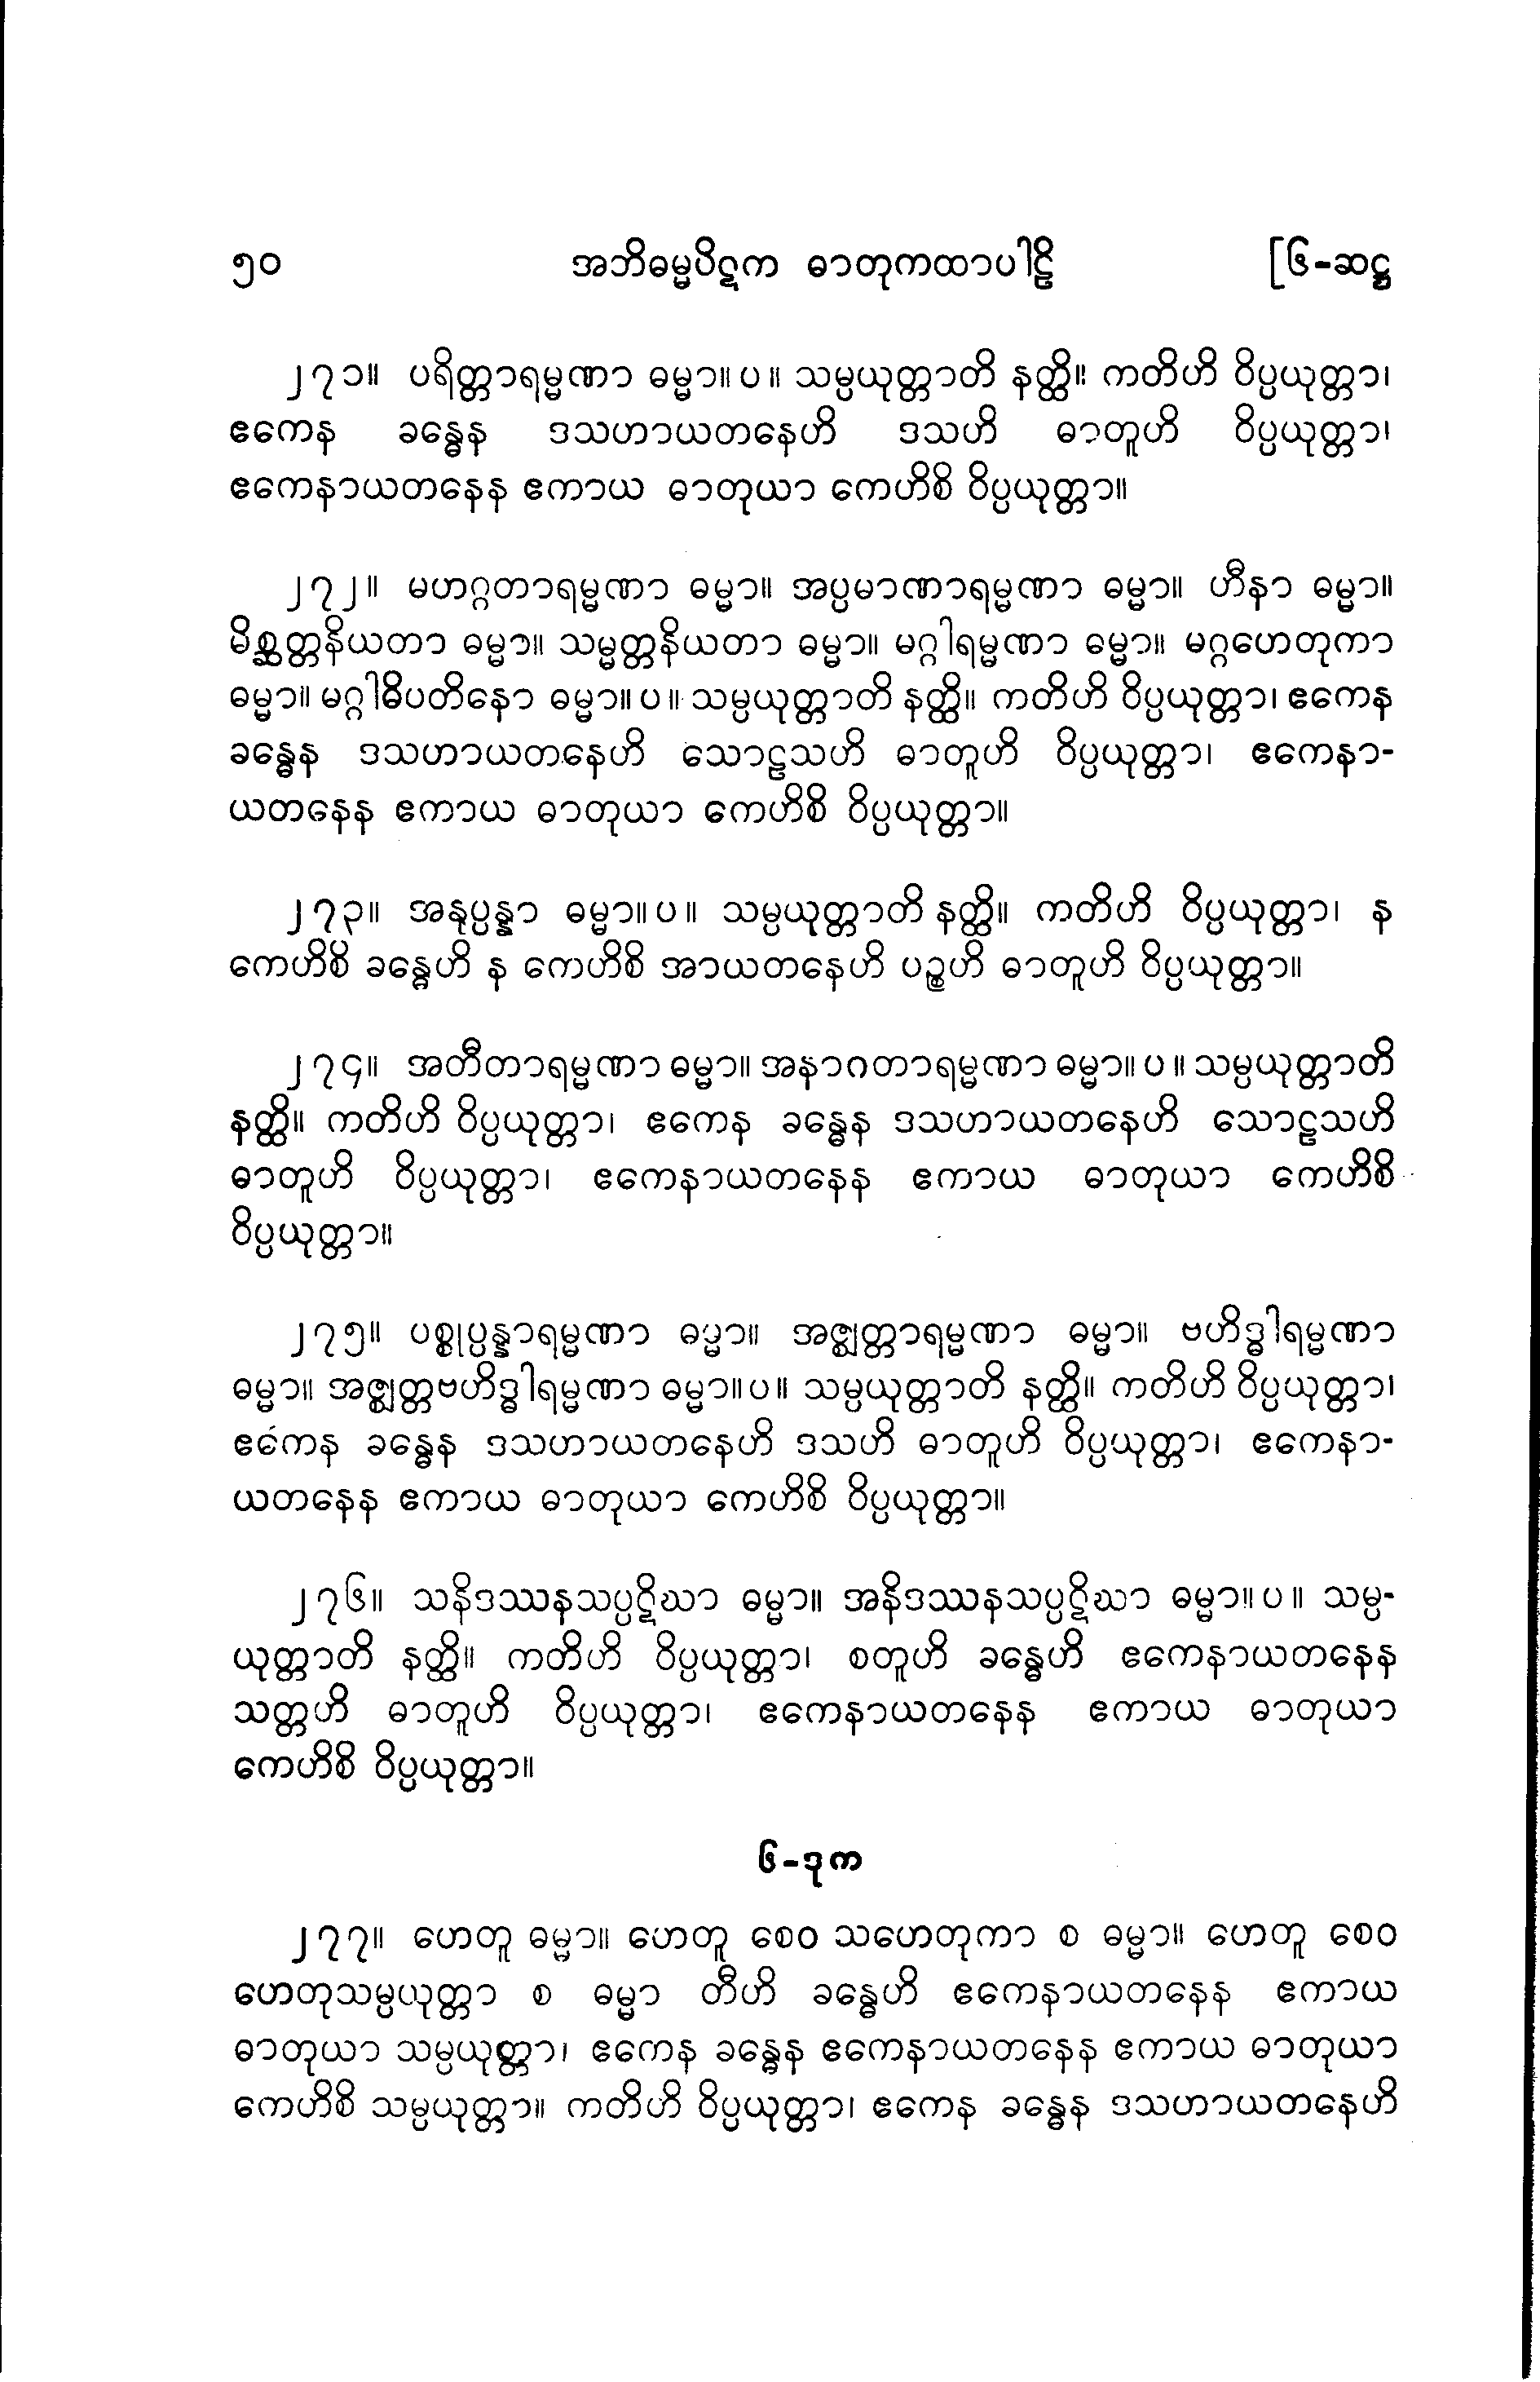 ၅၀ အဘိဓမ္မပိဋက ဓာတုကထာပါဠိ [၆-ဆဋ္ဌ
၂၇၁။ ပရိတ္တာရမ္မဏာ ဓမ္မာ။ပ။ သမ္ပယုတ္တာတိ နတ္ထိ။ ကတိဟိ ဝိပ္ပယုတ္တာ၊
ဧကေန ခန္ဓေန ဒသဟာယတနေဟိ ဒသဟိ ဓာတူဟိ ဝိပ္ပယုတ္တာ၊
ဧကေနာယတနေန ဧကာယ ဓာတုယာ ကေဟိစိ ဝိပ္ပယုတ္တာ။
၂၇၂။ မဟဂ္ဂတာရမ္မဏာ ဓမ္မာ။ အပ္ပမာဏာရမ္မဏာ ဓမ္မာ။ ဟီနာ ဓမ္မာ။
မိစ္ဆတ္တနိယတာ ဓမ္မာ။ သမ္မတ္တနိယတာ ဓမ္မာ။ မဂ္ဂါရမ္မဏာ ဓမ္မာ။ မဂ္ဂဟေတုကာ
ဓမ္မာ။ မဂ္ဂါဓိပတိနော ဓမ္မာ။ပ။ သမ္ပယုတ္တာတိ နတ္ထိ။ ကတိဟိ ဝိပ္ပယုတ္တာ၊ ဧကေန
ခန္ဓေန ဒသဟာယတနေဟိ သောဠသဟိ ဓာတူဟိ ဝိပ္ပယုတ္တာ၊ ဧကေနာ-
ယတနေန ဧကာယ ဓာတုယာ ကေဟိစိ ဝိပ္ပယုတ္တာ။
၂၇၃။ အနုပ္ပန္နာ ဓမ္မာ။ပ။ သမ္ပယုတ္တာတိ နတ္ထိ။ ကတိဟိ ဝိပ္ပယုတ္တာ၊ န
ကေဟိစိ ခန္ဓေဟိ န ကေဟိစိ အာယတနေဟိ ပဉ္စဟိ ဓာတူဟိ ဝိပ္ပယုတ္တာ။
၂၇၄။ အတီတာရမ္မဏာ ဓမ္မာ။ အနာဂတာရမ္မဏာ ဓမ္မာ။ပ။ သမ္ပယုတ္တာတိ
နတ္ထိ။ ကတိဟိ ဝိပ္ပယုတ္တာ၊ ဧကေန ခန္ဓေန ဒသဟာယတနေဟိ သောဠသဟိ
ဓာတူဟိ ဝိပ္ပယုတ္တာ၊ ဧကေနာယတနေန ဧကာယ ဓာတုယာ ကေဟိစိ
ဝိပ္ပယုတ္တာ။
၂၇၅။ ပစ္စုပ္ပန္နာရမ္မဏာ ဓမ္မာ။ အဇ္ဈတ္တာရမ္မဏာ ဓမ္မာ။ ဗဟိဒ္ဓါရမ္မဏာ
ဓမ္မာ။ အဇ္ဈတ္တဗဟိဒ္ဓါရမ္မဏာ ဓမ္မာ။ပ။ သမ္ပယုတ္တာတိ နတ္ထိ။ ကတိဟိ ဝိပ္ပယုတ္တာ၊
ဧကေန ခန္ဓေန ဒသဟာယတနေဟိ ဒသဟိ ဓာတူဟိ ဝိပ္ပယုတ္တာ၊ ဧကေနာ-
ယတနေန ဧကာယ ဓာတုယာ ကေဟိစိ ဝိပ္ပယုတ္တာ။
၂၇၆။ သနိဒဿနသပ္ပဋိဃာ ဓမ္မာ။ အနိဒဿနသပ္ပဋိဃာ ဓမ္မာ။ပ။ သမ္ပ-
ယုတ္တာတိ နတ္ထိ။ ကတိဟိ ဝိပ္ပယုတ္တာ၊ စတူဟိ ခန္ဓေဟိ ဧကေနာယတနေန
သတ္တဟိ ဓာတူဟိ ဝိပ္ပယုတ္တာ၊ ဧကေနာယတနေန ဧကာယ ဓာတုယာ
ကေဟိစိ ဝိပ္ပယုတ္တာ။
၆-ဒုက
၂၇၇။ ဟေတူ ဓမ္မာ။ ဟေတူ စေဝ သဟေတုကာ စ ဓမ္မာ။ ဟေတူ စေဝ
ဟေတုသမ္ပယုတ္တာ စ ဓမ္မာ တီဟိ ခန္ဓေဟိ ဧကေနာယတနေန ဧကာယ
ဓာတုယာ သမ္ပယုတ္တာ၊ ဧကေန ခန္ဓေန ဧကေနာယတနေန ဧကာယ ဓာတုယာ
ကေဟိစိ သမ္ပယုတ္တာ။ ကတိဟိ ဝိပ္ပယုတ္တာ၊ ဧကေန ခန္ဓေန ဒသဟာယတနေဟိ